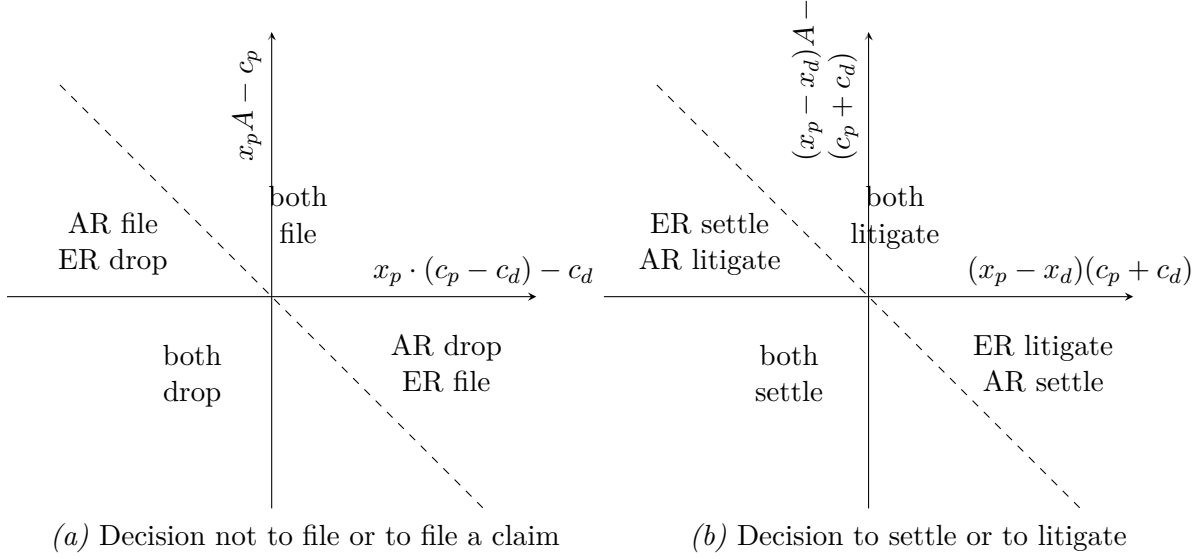 x_p A − c_p
both
file
AR file
ER drop
x_p · (c_p − c_d) − c_d
both
drop
AR drop
ER file
(a) Decision not to file or to file a claim
(x_p − x_d)A −
(c_p + c_d)
both
litigate
ER settle
AR litigate
(x_p − x_d)(c_p + c_d)
both
settle
ER litigate
AR settle
(b) Decision to settle or to litigate